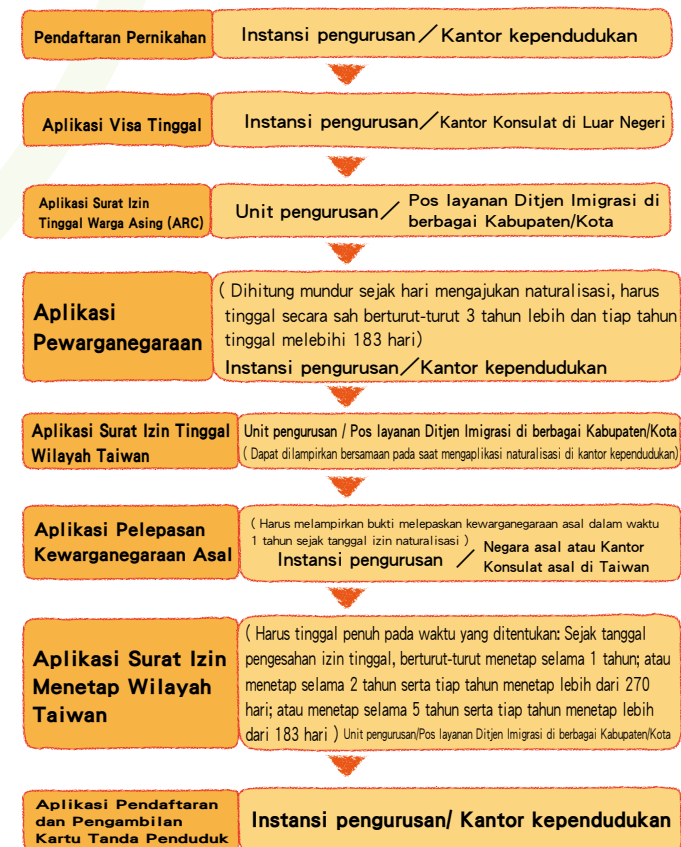 Pendaftaran Pernikahan
Instansi pengurusan／Kantor kependudukan
Aplikasi Visa Tinggal
Instansi pengurusan／Kantor Konsulat di Luar Negeri
Aplikasi Surat Izin
Tinggal Warga Asing (ARC)
Unit pengurusan／
Pos layanan Ditjen Imigrasi di
berbagai Kabupaten/Kota
Aplikasi
Pewarganegaraan
( Dihitung mundur sejak hari mengajukan naturalisasi, harus
tinggal secara sah berturut-turut 3 tahun lebih dan tiap tahun
tinggal melebihi 183 hari)
Instansi pengurusan／Kantor kependudukan
Aplikasi Surat Izin Tinggal
Wilayah Taiwan
Unit pengurusan / Pos layanan Ditjen Imigrasi di berbagai Kabupaten/Kota
( Dapat dilampirkan bersamaan pada saat mengaplikasi naturalisasi di kantor kependudukan)
Aplikasi Pelepasan
Kewarganegaraan Asal
( Harus melampirkan bukti melepaskan kewarganegaraan asal dalam waktu
1 tahun sejak tanggal izin naturalisasi )
Instansi pengurusan ／
Negara asal atau Kantor
Konsulat asal di Taiwan
Aplikasi Surat Izin
Menetap Wilayah
Taiwan
( Harus tinggal penuh pada waktu yang ditentukan: Sejak tanggal
pengesahan izin tinggal, berturut-turut menetap selama 1 tahun; atau
menetap selama 2 tahun serta tiap tahun menetap lebih dari 270
hari; atau menetap selama 5 tahun serta tiap tahun menetap lebih
dari 183 hari ) Unit pengurusan/Pos layanan Ditjen Imigrasi di berbagai Kabupaten/Kota
Aplikasi Pendaftaran
dan Pengambilan
Kartu Tanda Penduduk
Instansi pengurusan/ Kantor kependudukan